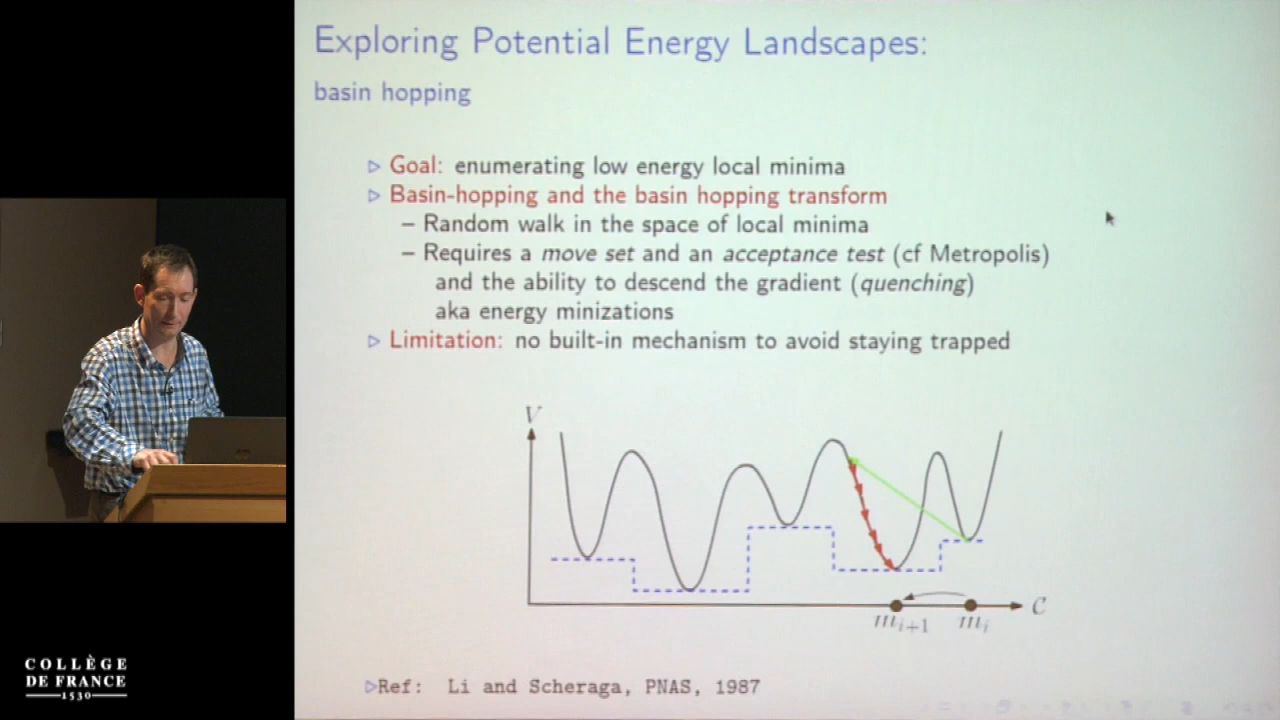 Exploring Potential Energy Landscapes:
basin hopping
▷ Goal: enumerating low energy local minima
▷ Basin-hopping and the basin hopping transform
– Random walk in the space of local minima
– Requires a move set and an acceptance test (cf Metropolis)
and the ability to descend the gradient (quenching)
aka energy minizations
▷ Limitation: no built-in mechanism to avoid staying trapped
V
C
m_{i+1} m_i
▷Ref: Li and Scheraga, PNAS, 1987
COLLÈGE
DE FRANCE
1530